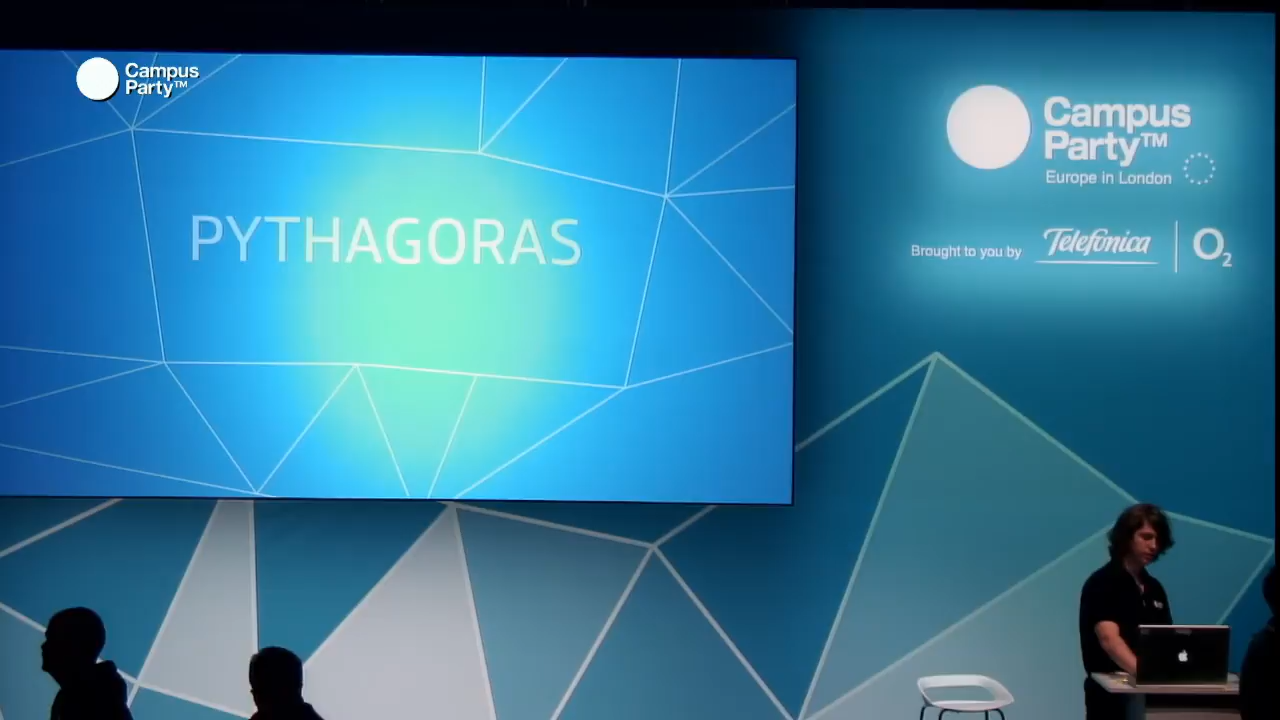 Campus
Party™
PYTHAGORAS
Campus
Party™
Europe in London
Brought to you by
Telefónica
O2